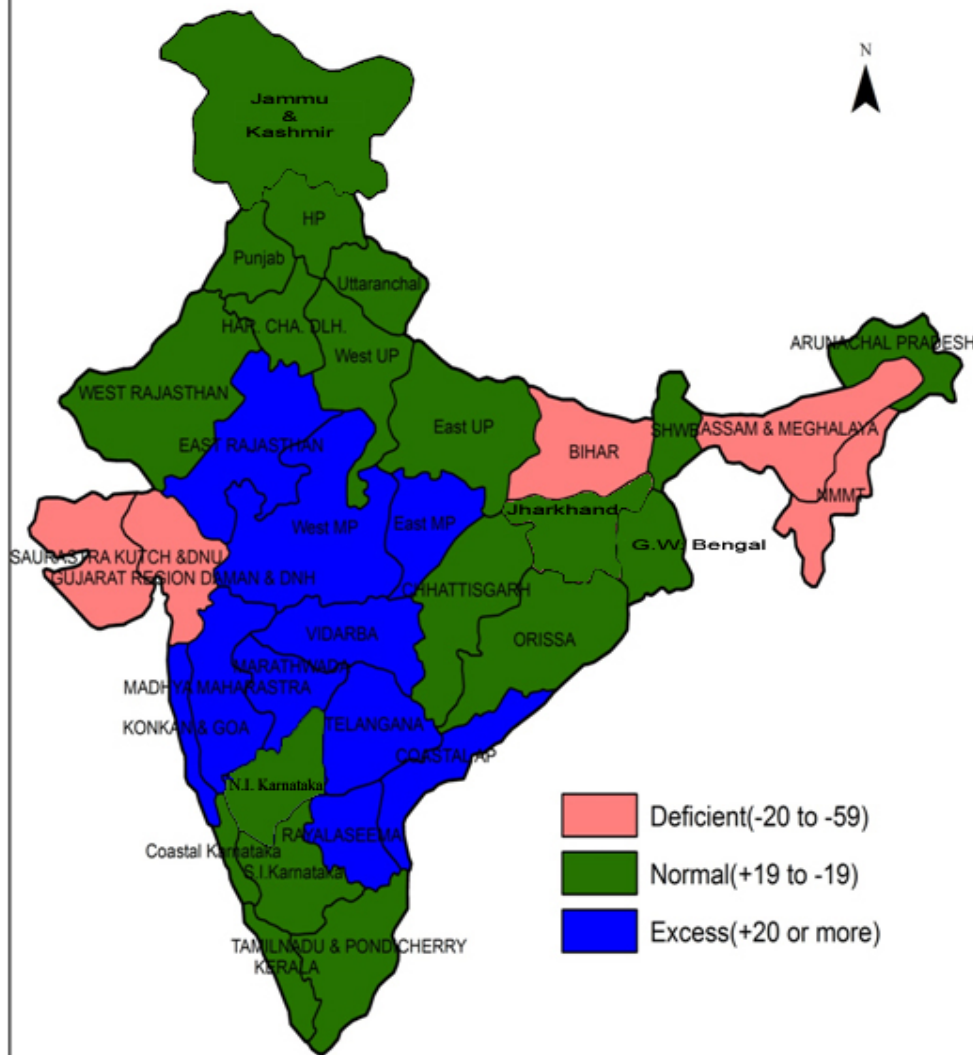 N
Jammu
&
Kashmir
HP
Punjab
Uttaranchal
HAR. CHA. DLH.
West UP
ARUNACHAL PRADESH
WEST RAJASTHAN
East UP
EAST RAJASTHAN
BIHAR
SHWB
ASSAM & MEGHALAYA
NMMT
Jharkhand
West MP
East MP
G.W. Bengal
SAURASTRA KUTCH &DNU
GUJARAT REGION DAMAN & DNH
CHHATTISGARH
ORISSA
VIDARBA
MARATHWADA
MADHYA MAHARASTRA
KONKAN & GOA
TELANGANA
COASTAL AP
N.I. Karnataka
RAYALASEEMA
Coastal Karnataka
S.I.Karnataka
TAMILNADU & PONDICHERRY
KERALA
Deficient(-20 to -59)
Normal(+19 to -19)
Excess(+20 or more)